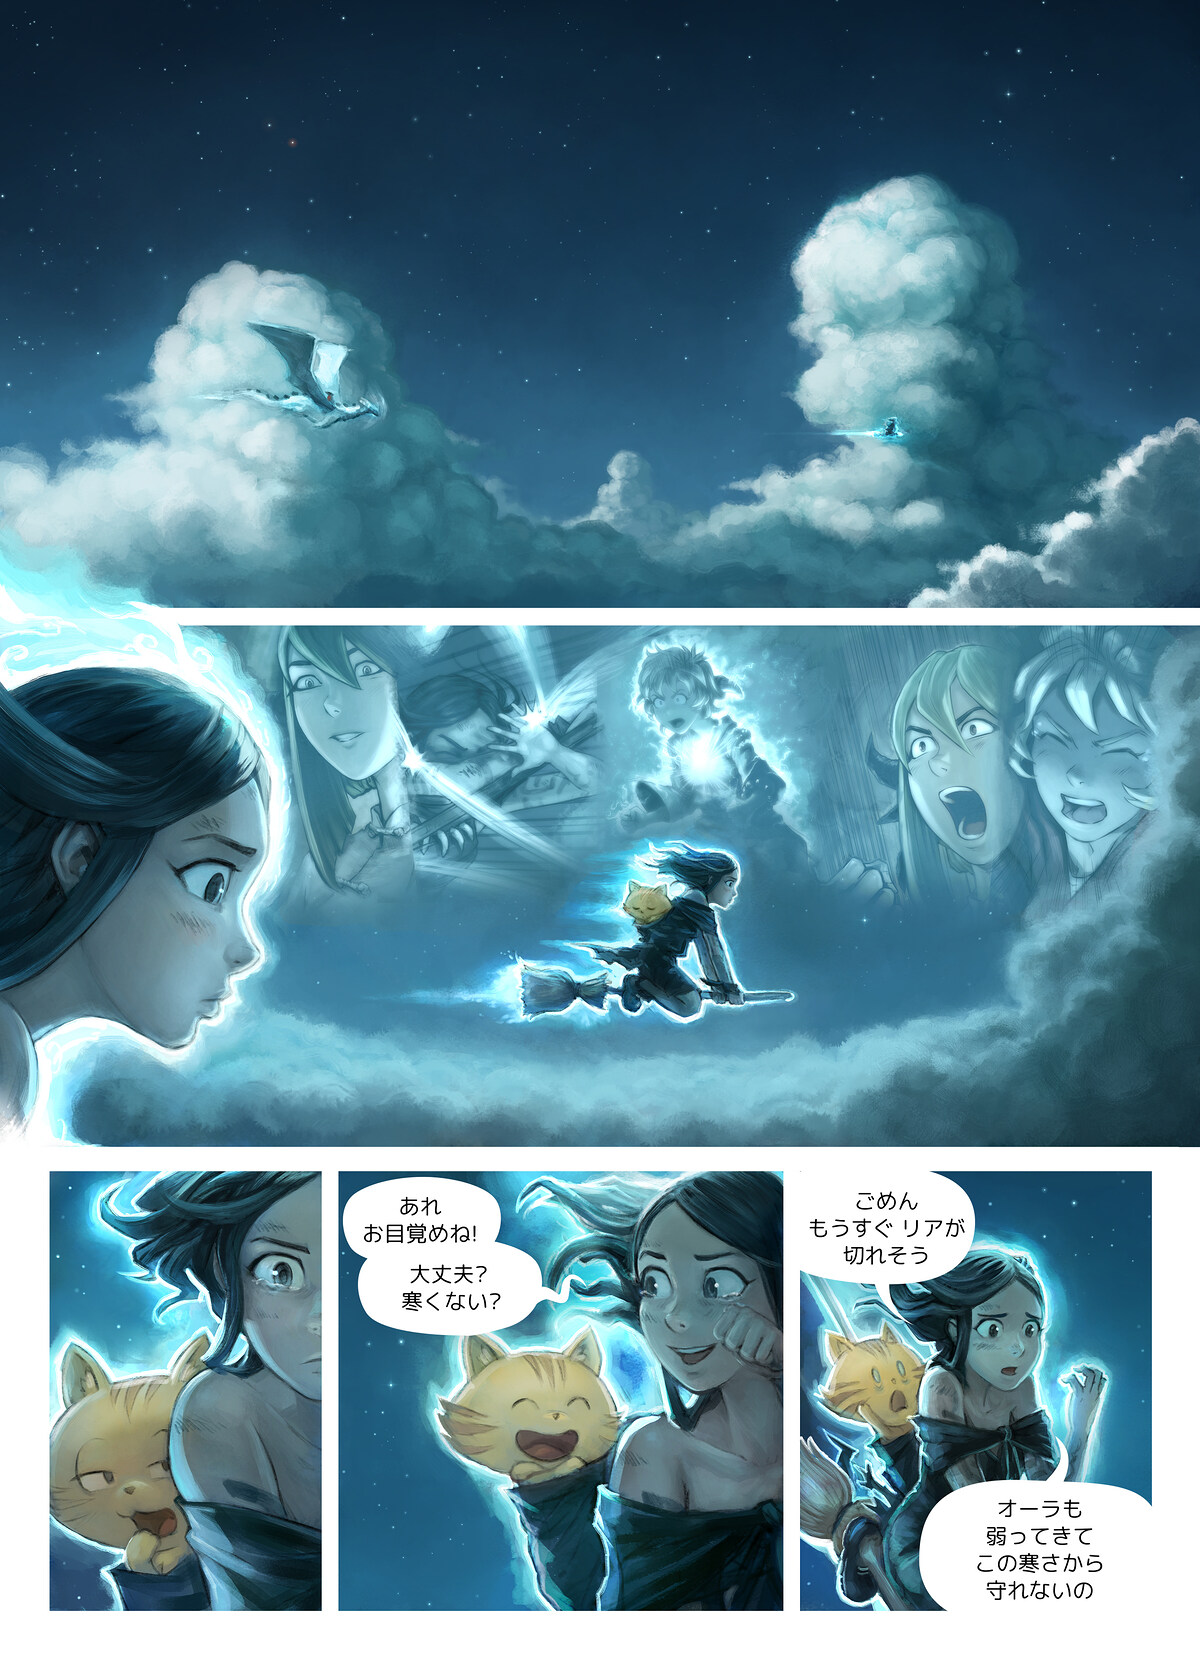 あれ
お目覚めね!
大丈夫?
寒くない?
ごめん
もうすぐ リアが
切れそう
オーラも
弱ってきて
この寒さから
守れないの